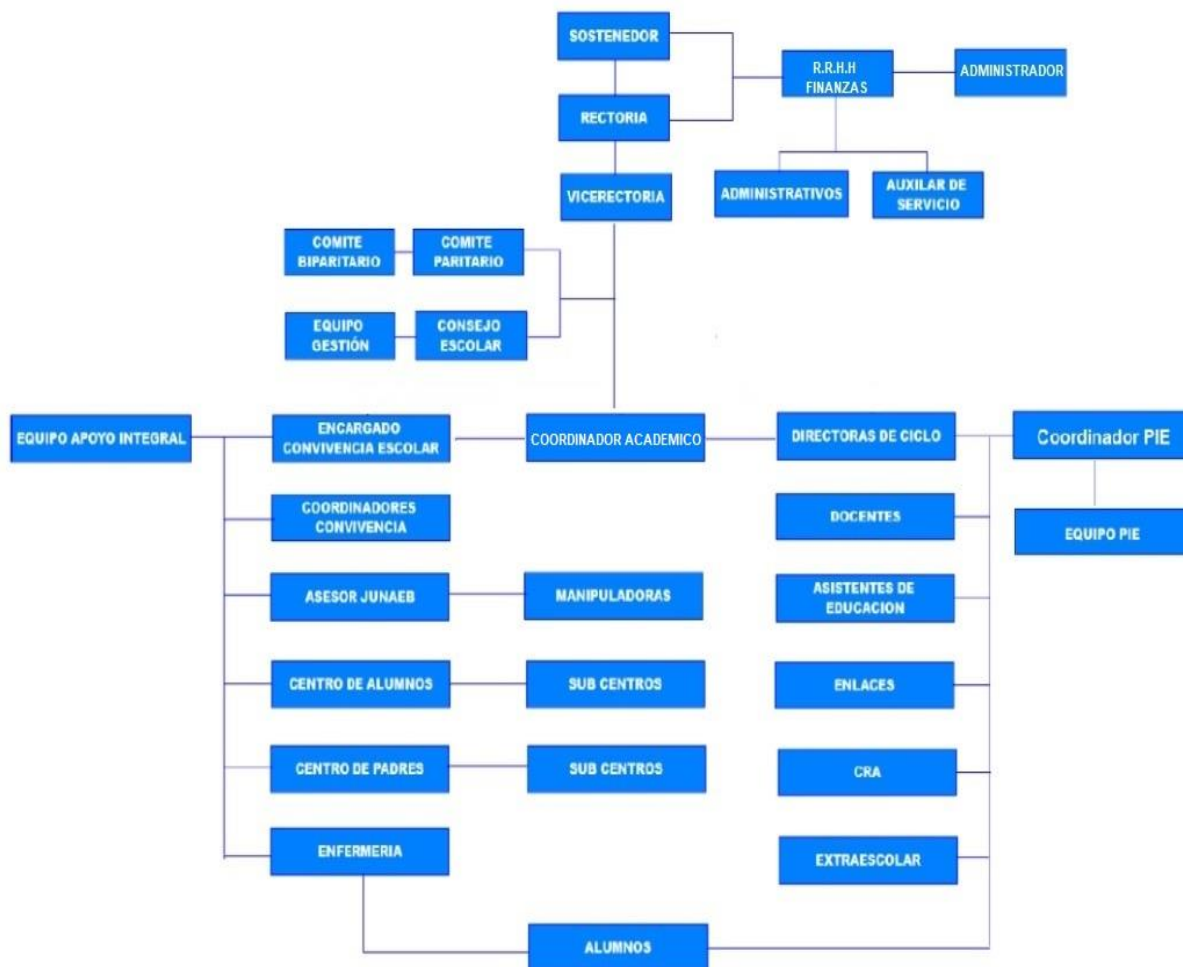 SOSTENEDOR
R.R.H.H
FINANZAS
ADMINISTRADOR
RECTORIA
VICERECTORIA
ADMINISTRATIVOS
AUXILAR DE
SERVICIO
COMITE
BIPARITARIO
COMITE
PARITARIO
EQUIPO
GESTIÓN
CONSEJO
ESCOLAR
EQUIPO APOYO INTEGRAL
ENCARGADO
CONVIVENCIA ESCOLAR
COORDINADOR ACADEMICO
DIRECTORAS DE CICLO
Coordinador PIE
COORDINADORES
CONVIVENCIA
DOCENTES
EQUIPO PIE
ASESOR JUNAEB
MANIPULADORAS
ASISTENTES DE
EDUCACION
CENTRO DE ALUMNOS
SUB CENTROS
ENLACES
CENTRO DE PADRES
SUB CENTROS
CRA
ENFERMERIA
EXTRAESCOLAR
ALUMNOS